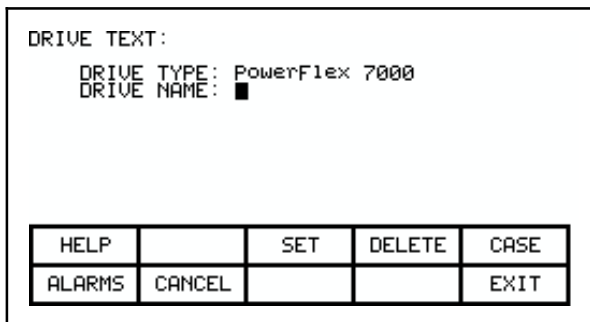 DRIVE TEXT:
DRIVE TYPE: PowerFlex 7000
DRIVE NAME:
HELP SET DELETE CASE
ALARMS CANCEL EXIT